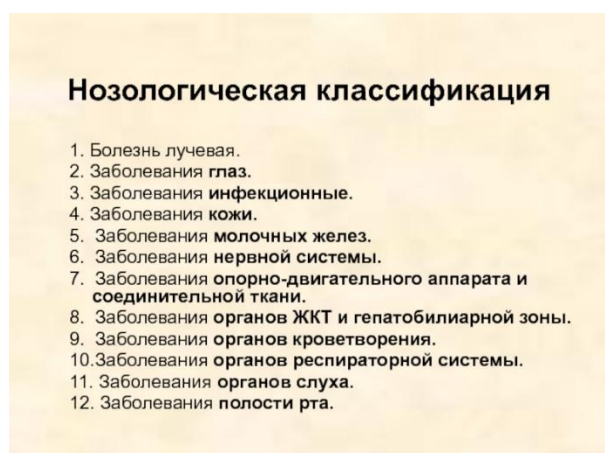 Нозологическая классификация
1. Болезнь лучевая.
2. Заболевания глаз.
3. Заболевания инфекционные.
4. Заболевания кожи.
5. Заболевания молочных желез.
6. Заболевания нервной системы.
7. Заболевания опорно-двигательного аппарата и
соединительной ткани.
8. Заболевания органов ЖКТ и гепатобилиарной зоны.
9. Заболевания органов кроветворения.
10.Заболевания органов респираторной системы.
11. Заболевания органов слуха.
12. Заболевания полости рта.